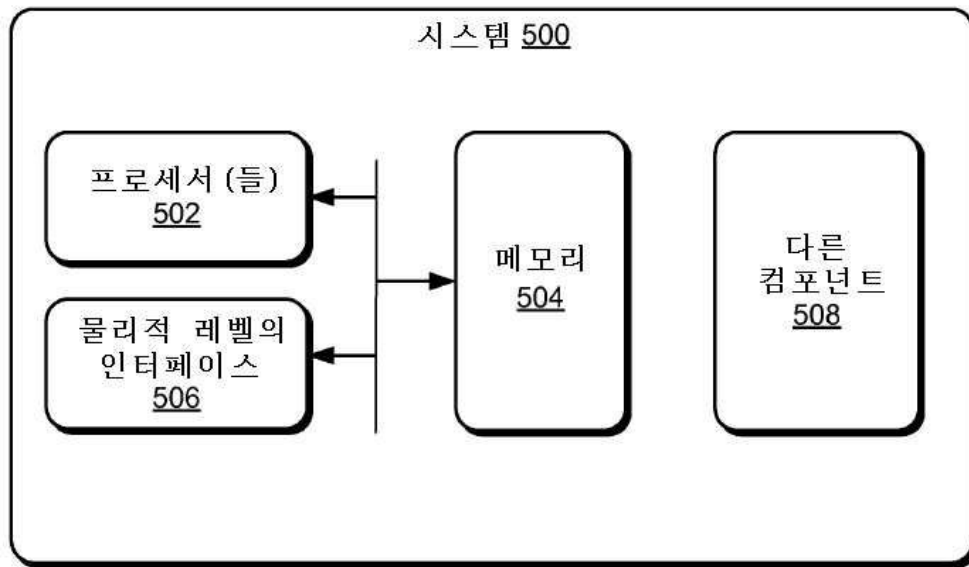 시스템 500
프로세서(들)
502
물리적 레벨의
인터페이스
506
메모리
504
다른
컴포넌트
508